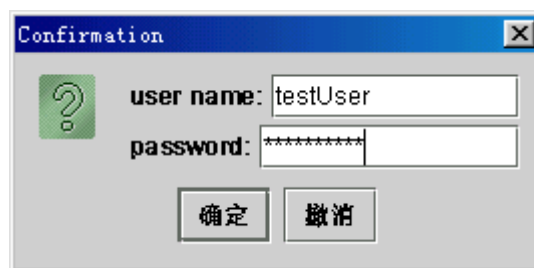 Confirmation
user name: testUser
password: **********
确定 撤消